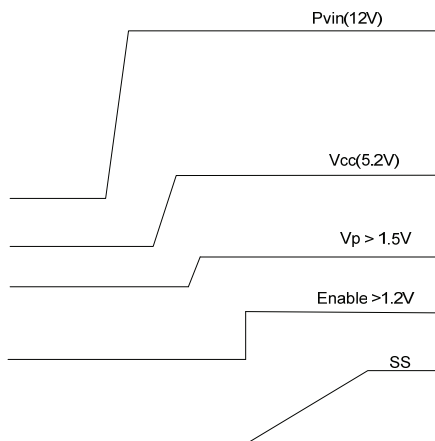 Pvin(12V)
Vcc(5.2V)
Vp > 1.5V
Enable >1.2V
SS